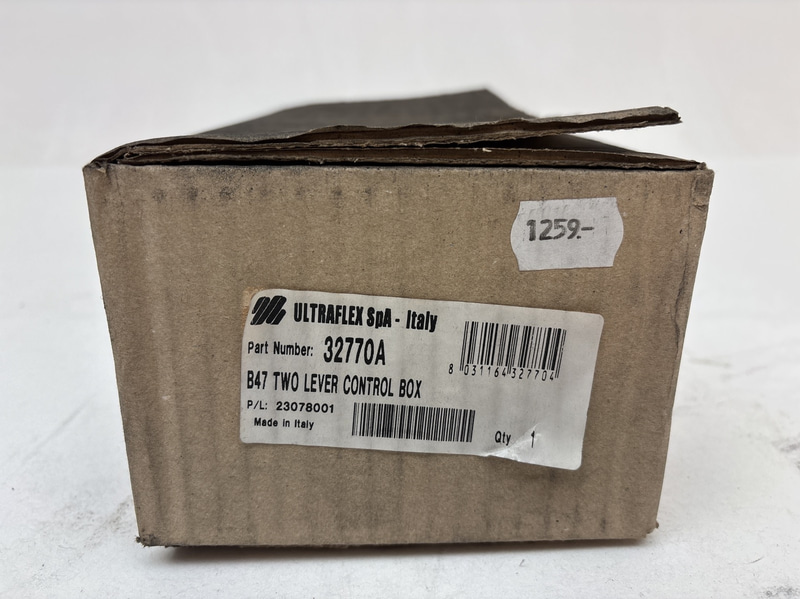 1259.-
ULTRAFLEX SpA - Italy
Part Number: 32770A
8 031164 327704
B47 TWO LEVER CONTROL BOX
P/L: 23078001
Made in Italy
Qty 1